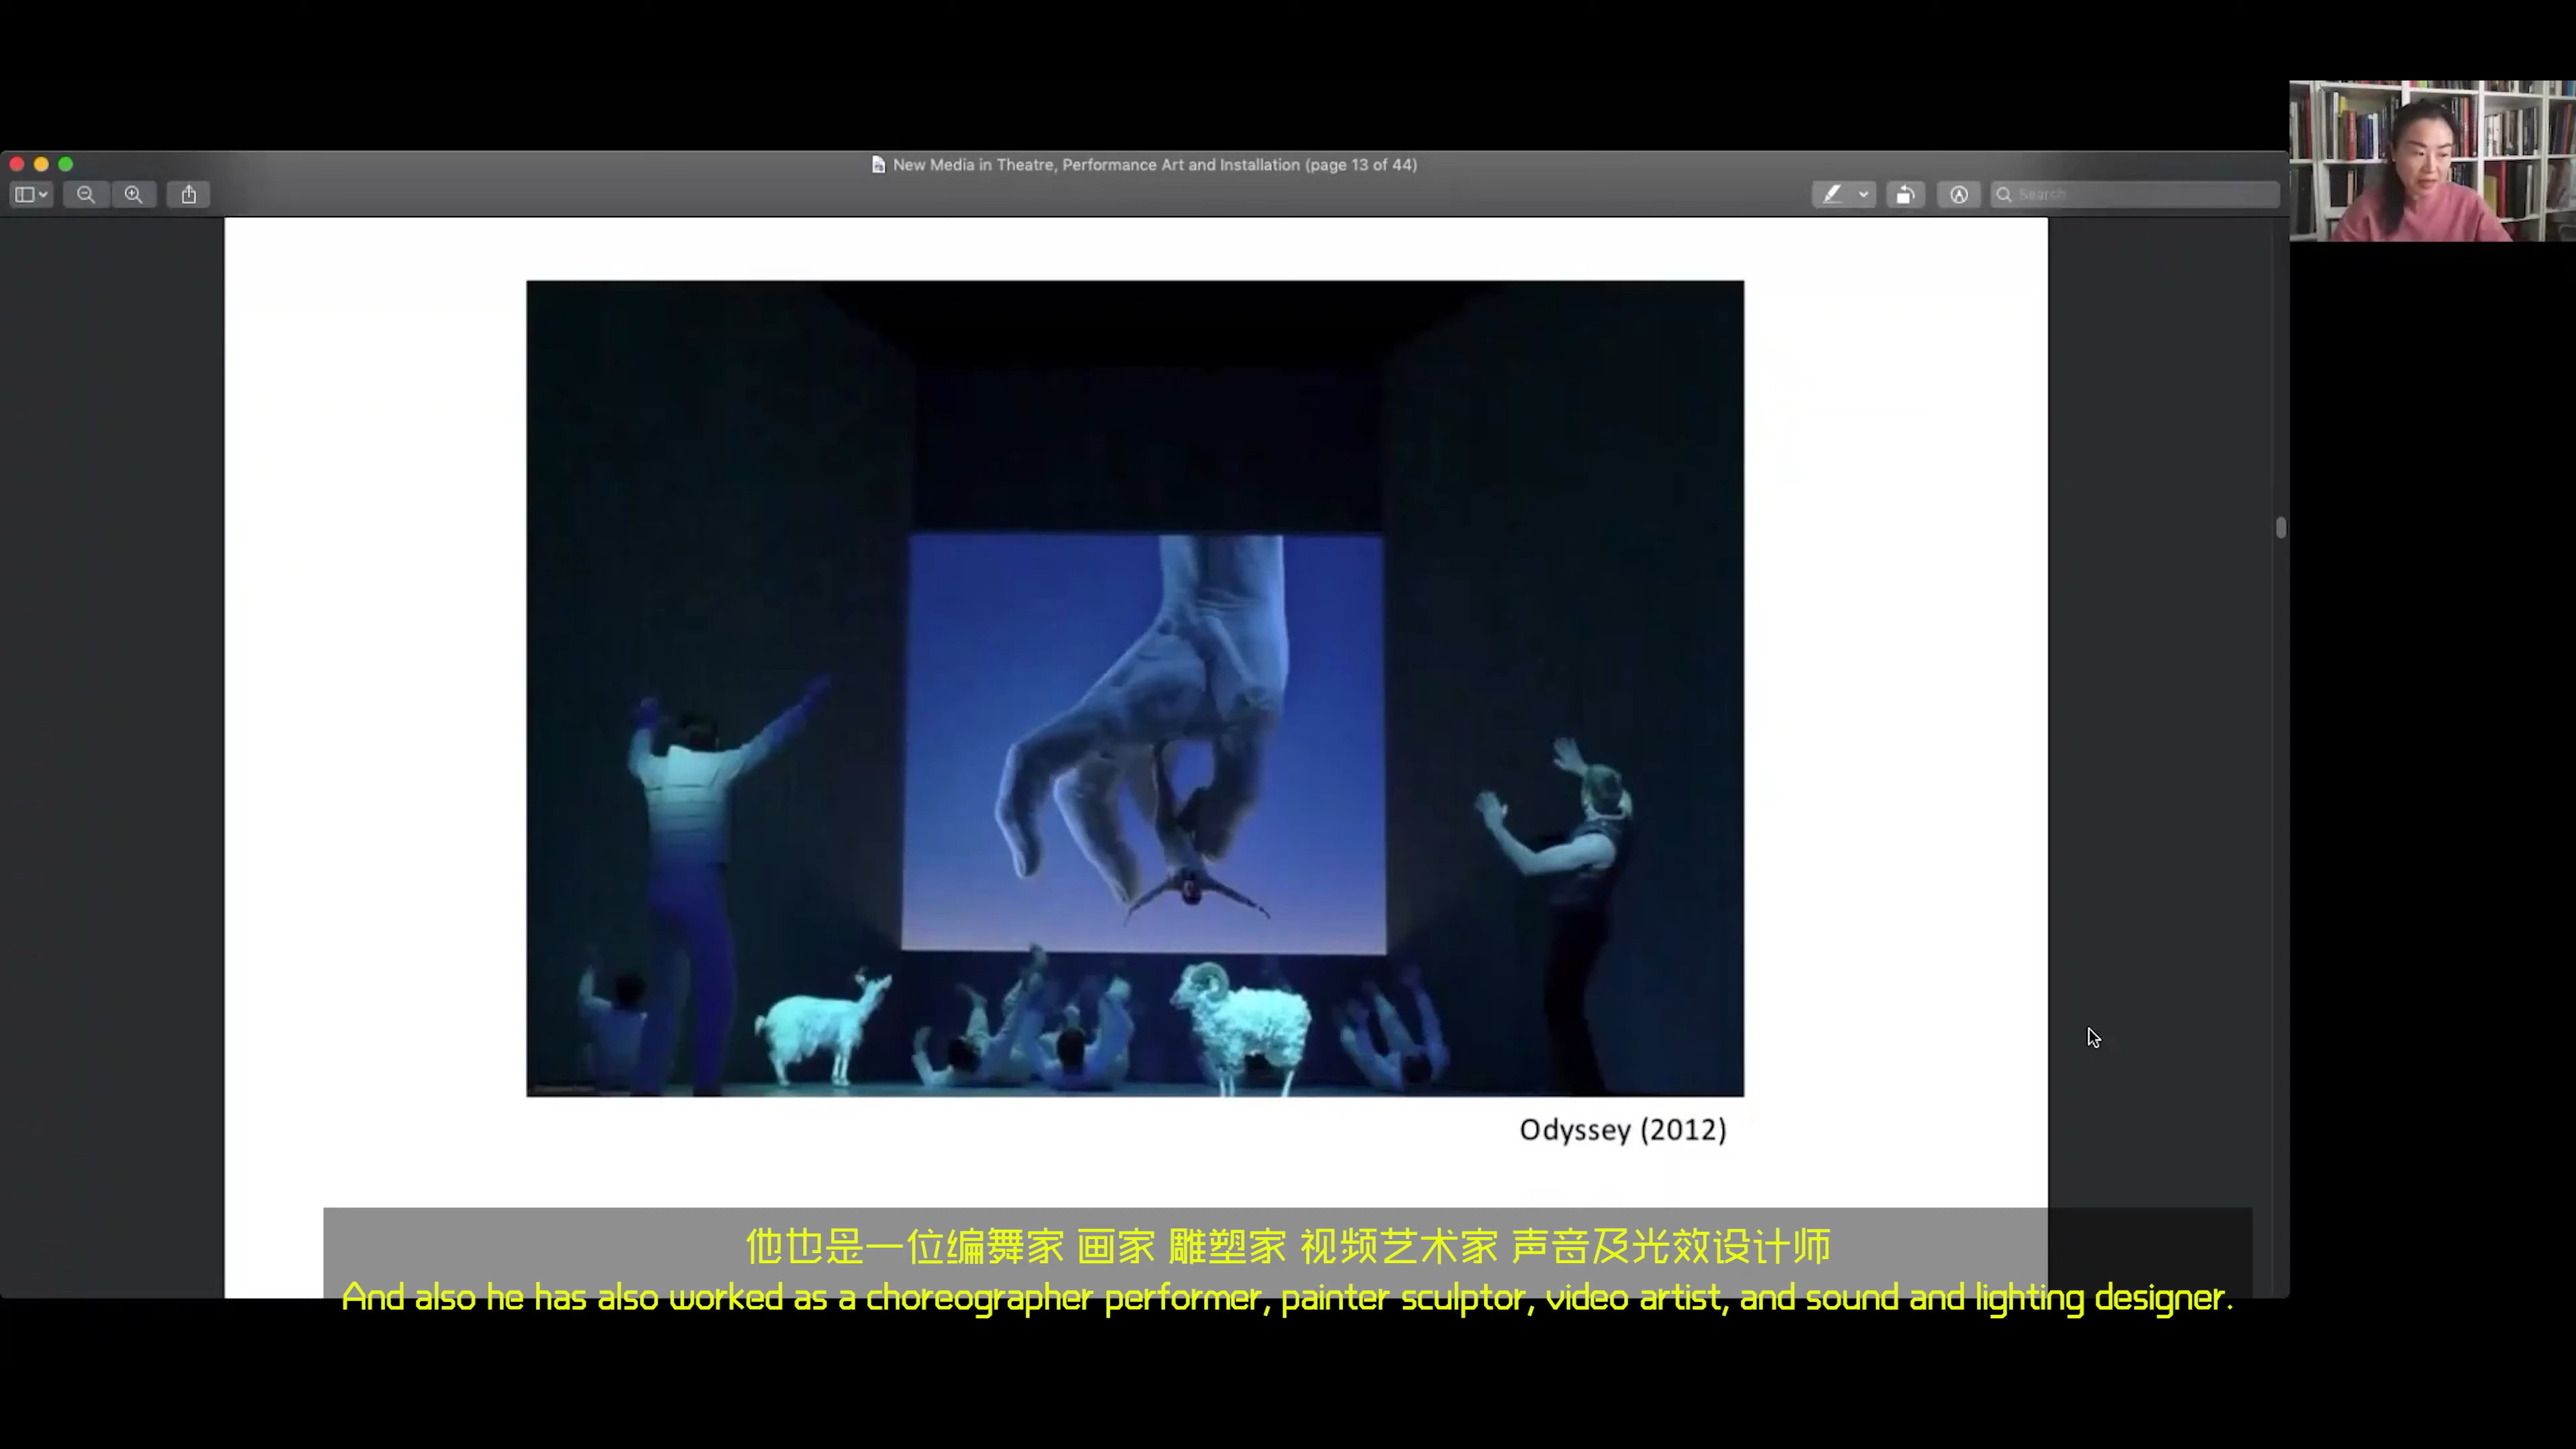 New Media in Theatre, Performance Art and Installation (page 13 of 44)
Search
Odyssey (2012)
他也是一位编舞家 画家 雕塑家 视频艺术家 声音及光效设计师
And also he has also worked as a choreographer performer, painter sculptor, video artist, and sound and lighting designer.